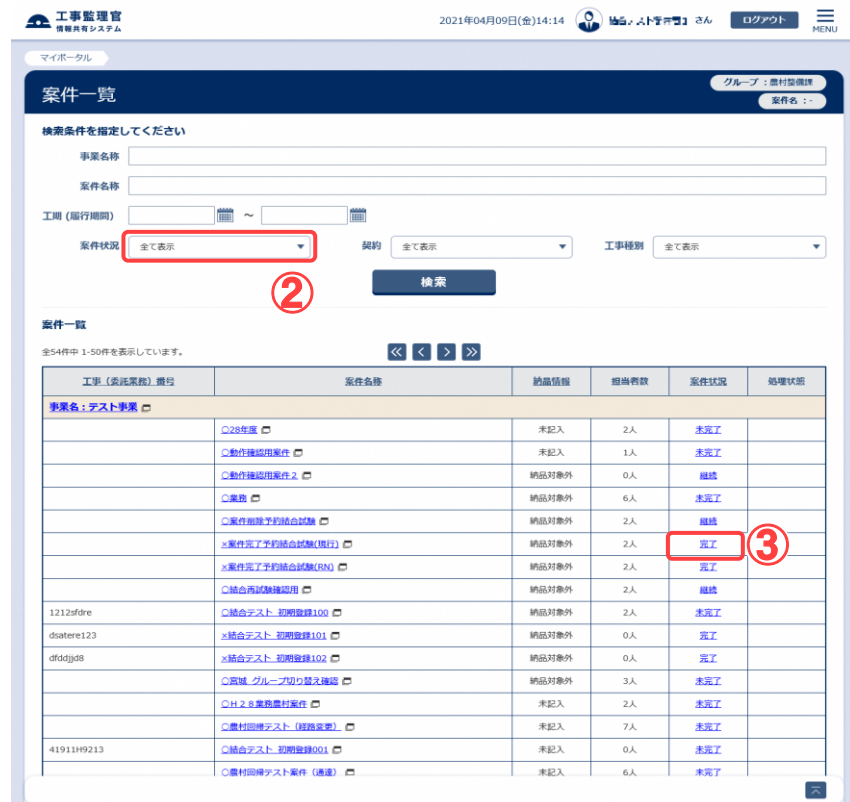 工事監理官
情報共有システム
2021年04月09日(金)14:14
さん
ログアウト
MENU
マイポータル
案件一覧
グループ : 農村整備課
案件名 : -
検索条件を指定してください
事業名称
案件名称
工期 (履行期間) ～
案件状況 全て表示 契約 全て表示 工事種別 全て表示
②
検索
案件一覧
全54件中 1-50件を表示しています。
工事（委託業務）番号 案件名称 納品情報 担当者数 案件状況 処理状態
事業名：テスト事業
○28年度 未記入 2人 未完了
○動作確認用案件 未記入 1人 未完了
○動作確認用案件２ 納品対象外 0人 継続
○業務 納品対象外 6人 未完了
○案件削除予約結合試験 納品対象外 2人 継続
×案件完了予約結合試験(現行) 納品対象外 2人 完了
③
×案件完了予約結合試験(RN) 納品対象外 2人 完了
○結合再試験確認用 納品対象外 2人 継続
1212sfdre ○結合テスト 初期登録100 納品対象外 2人 未完了
dsatere123 ×結合テスト 初期登録101 納品対象外 0人 完了
dfddjjd8 ×結合テスト 初期登録102 納品対象外 0人 完了
○宮城 グループ切り替え確認 納品対象外 3人 未完了
○Ｈ２８業務農村案件 未記入 2人 未完了
○農村回帰テスト（経路変更） 未記入 7人 未完了
41911H9213 ○結合テスト 初期登録001 未記入 0人 未完了
○農村回帰テスト案件（通達） 未記入 6人 未完了